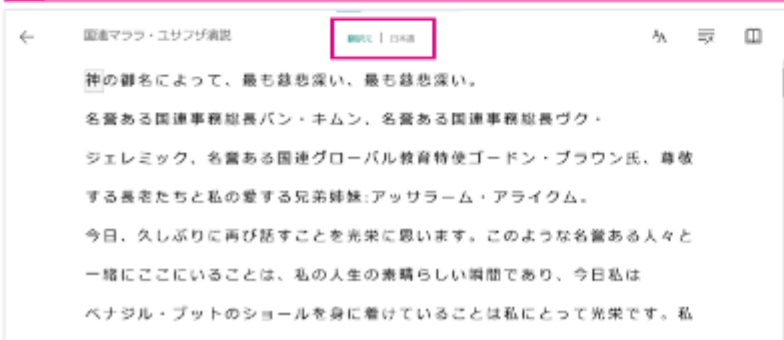 国連マララ・ユサフザ演説
翻訳元 | 日本語
神の御名によって、最も慈悲深い、最も慈悲深い。
名誉ある国連事務総長バン・キムン、名誉ある国連事務総長ヴク・
ジェレミック、名誉ある国連グローバル教育特使ゴードン・ブラウン氏、尊敬
する長老たちと私の愛する兄弟姉妹:アッサラーム・アライクム。
今日、久しぶりに再び話すことを光栄に思います。このような名誉ある人々と
一緒にここにいることは、私の人生の素晴らしい瞬間であり、今日私は
ベナジル・ブットのショールを身に着けていることは私にとって光栄です。私